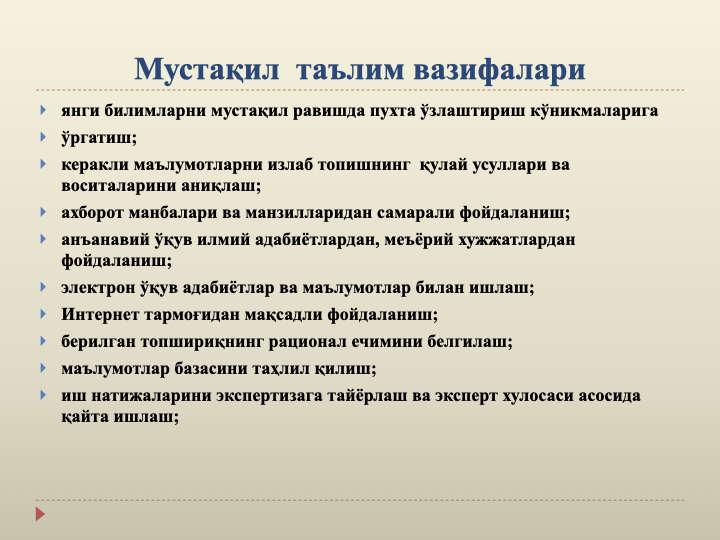 Мустақил  таълим вазифалари
янги билимларни мустақил равишда пухта ўзлаштириш кўникмаларига
ўргатиш;
керакли маълумотларни излаб топишнинг  қулай усуллари ва
воситаларини аниқлаш;
ахборот манбалари ва манзилларидан самарали фойдаланиш;
анъанавий ўқув илмий адабиётлардан, меъёрий хужжатлардан
фойдаланиш;
электрон ўқув адабиётлар ва маълумотлар билан ишлаш;
Интернет тармоғидан мақсадли фойдаланиш;
берилган топшириқнинг рационал ечимини белгилаш;
маълумотлар базасини таҳлил қилиш;
иш натижаларини экспертизага тайёрлаш ва эксперт хулосаси асосида
қайта ишлаш;